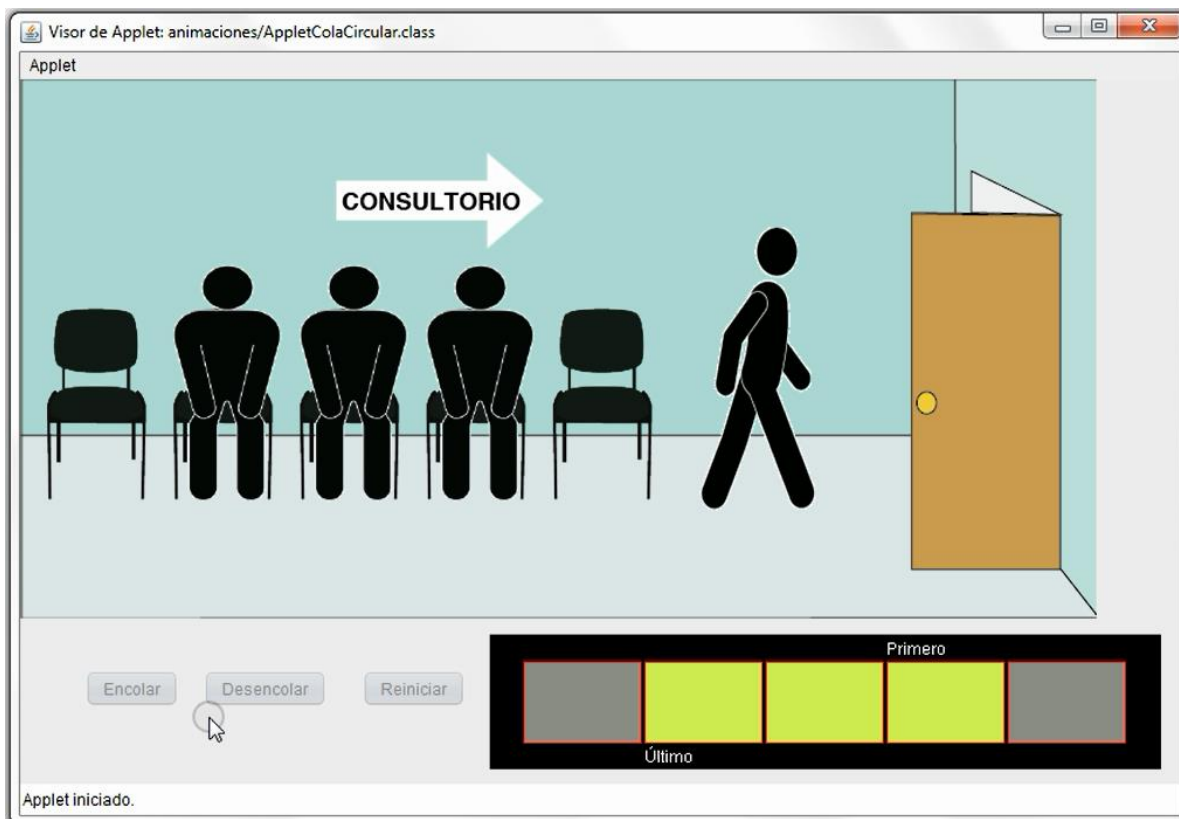 Visor de Applet: animaciones/AppletColaCircular.class
Applet
CONSULTORIO
Primero
Encolar
Desencolar
Reiniciar
Último
Applet iniciado.